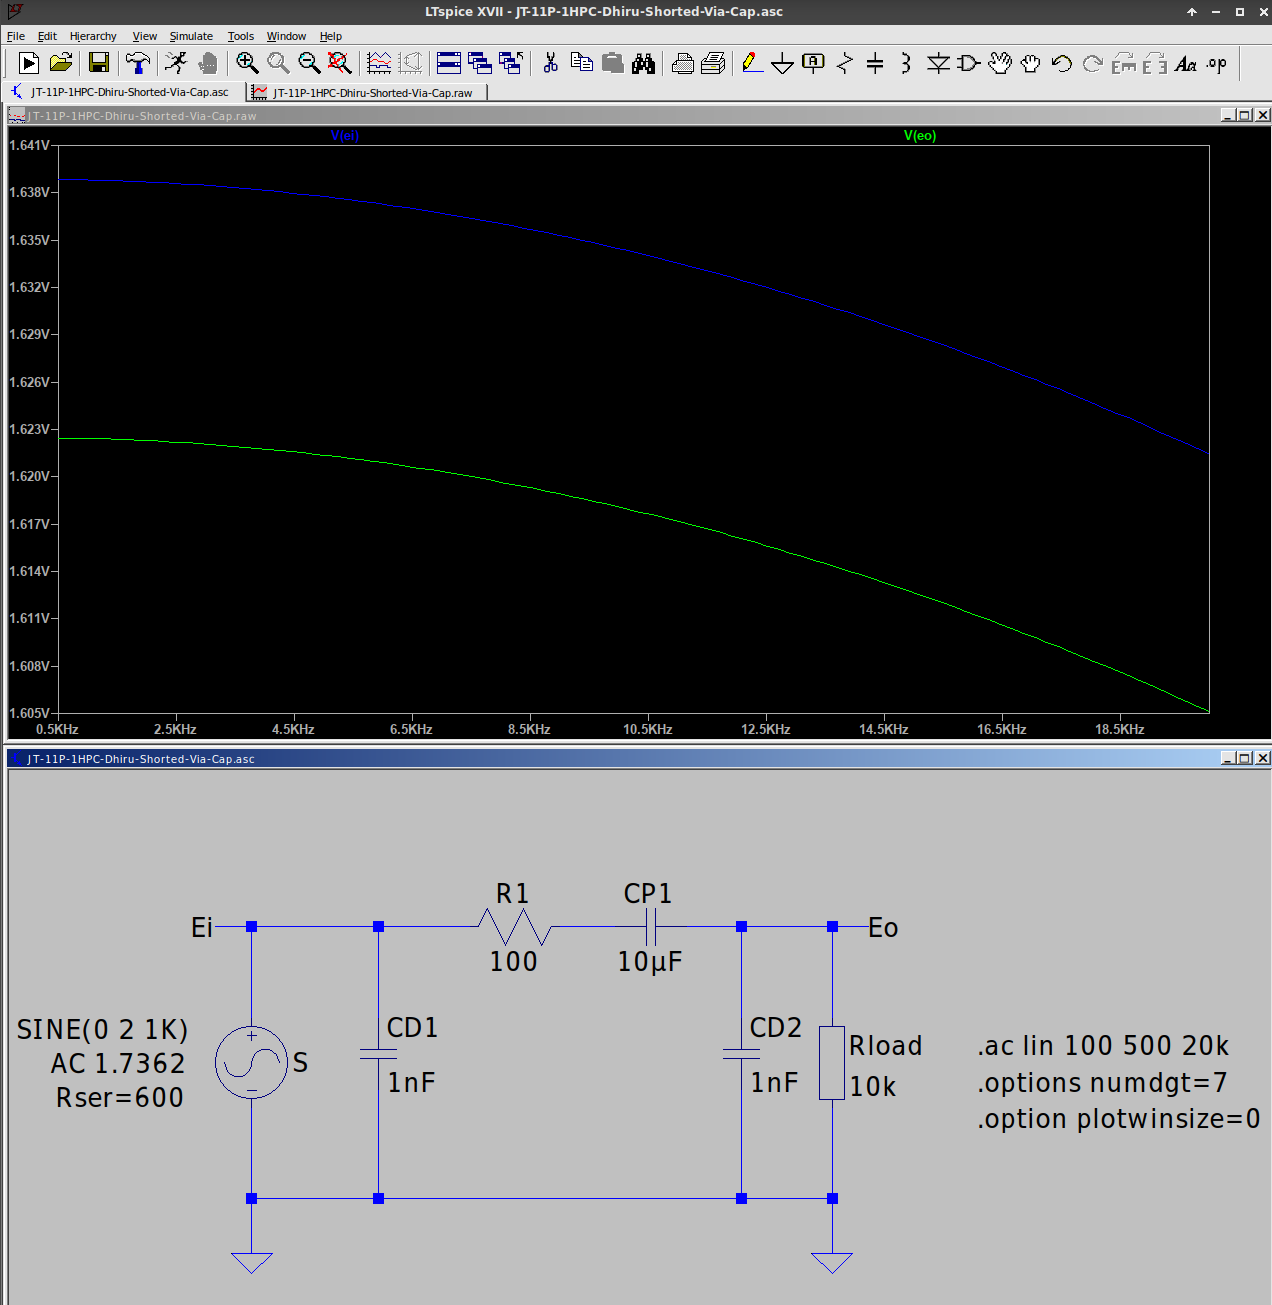 LTspice XVII - JT-11P-1HPC-Dhiru-Shorted-Via-Cap.asc
File Edit Hierarchy View Simulate Tools Window Help
A Aa .op
JT-11P-1HPC-Dhiru-Shorted-Via-Cap.asc JT-11P-1HPC-Dhiru-Shorted-Via-Cap.raw
JT-11P-1HPC-Dhiru-Shorted-Via-Cap.raw
V(ei) V(eo)
1.641V
1.638V
1.635V
1.632V
1.629V
1.626V
1.623V
1.620V
1.617V
1.614V
1.611V
1.608V
1.605V
0.5KHz 2.5KHz 4.5KHz 6.5KHz 8.5KHz 10.5KHz 12.5KHz 14.5KHz 16.5KHz 18.5KHz
JT-11P-1HPC-Dhiru-Shorted-Via-Cap.asc
R1 CP1
Ei Eo
100 10µF
SINE(0 2 1K) CD1 CD2
AC 1.7362 S Rload .ac lin 100 500 20k
Rser=600 1nF 1nF 10k .options numdgt=7
.option plotwinsize=0